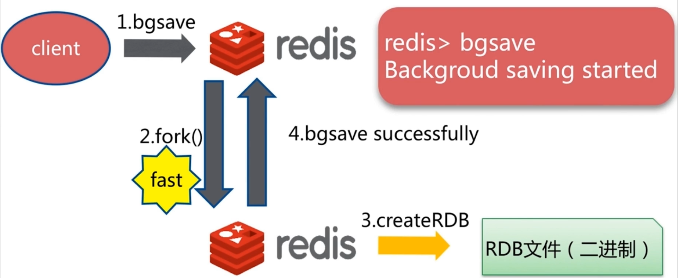 1.bgsave
client
redis
redis> bgsave
Backgroud saving started
2.fork()
4.bgsave successfully
fast
redis
3.createRDB
RDB文件（二进制）